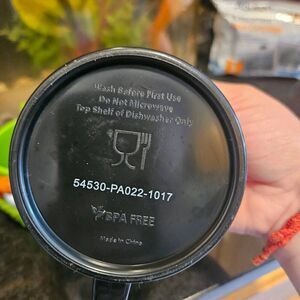 Wash Before First Use
Do Not Microwave
Top Shelf of Dishwasher Only
54530-PA022-1017
BPA FREE
Made in China